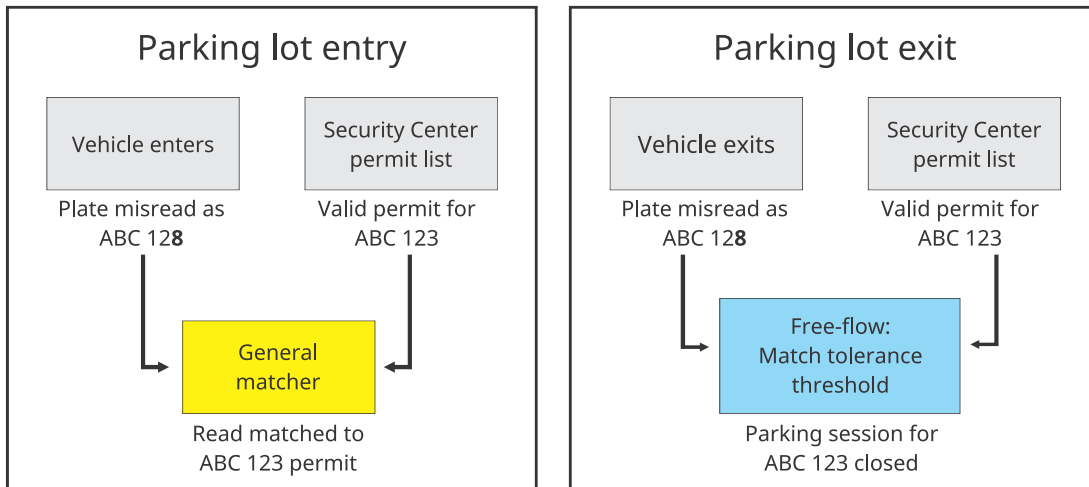 Parking lot entry
Vehicle enters
Security Center
permit list
Plate misread as
ABC 128
Valid permit for
ABC 123
General
matcher
Read matched to
ABC 123 permit
Parking lot exit
Vehicle exits
Security Center
permit list
Plate misread as
ABC 128
Valid permit for
ABC 123
Free-flow:
Match tolerance
threshold
Parking session for
ABC 123 closed